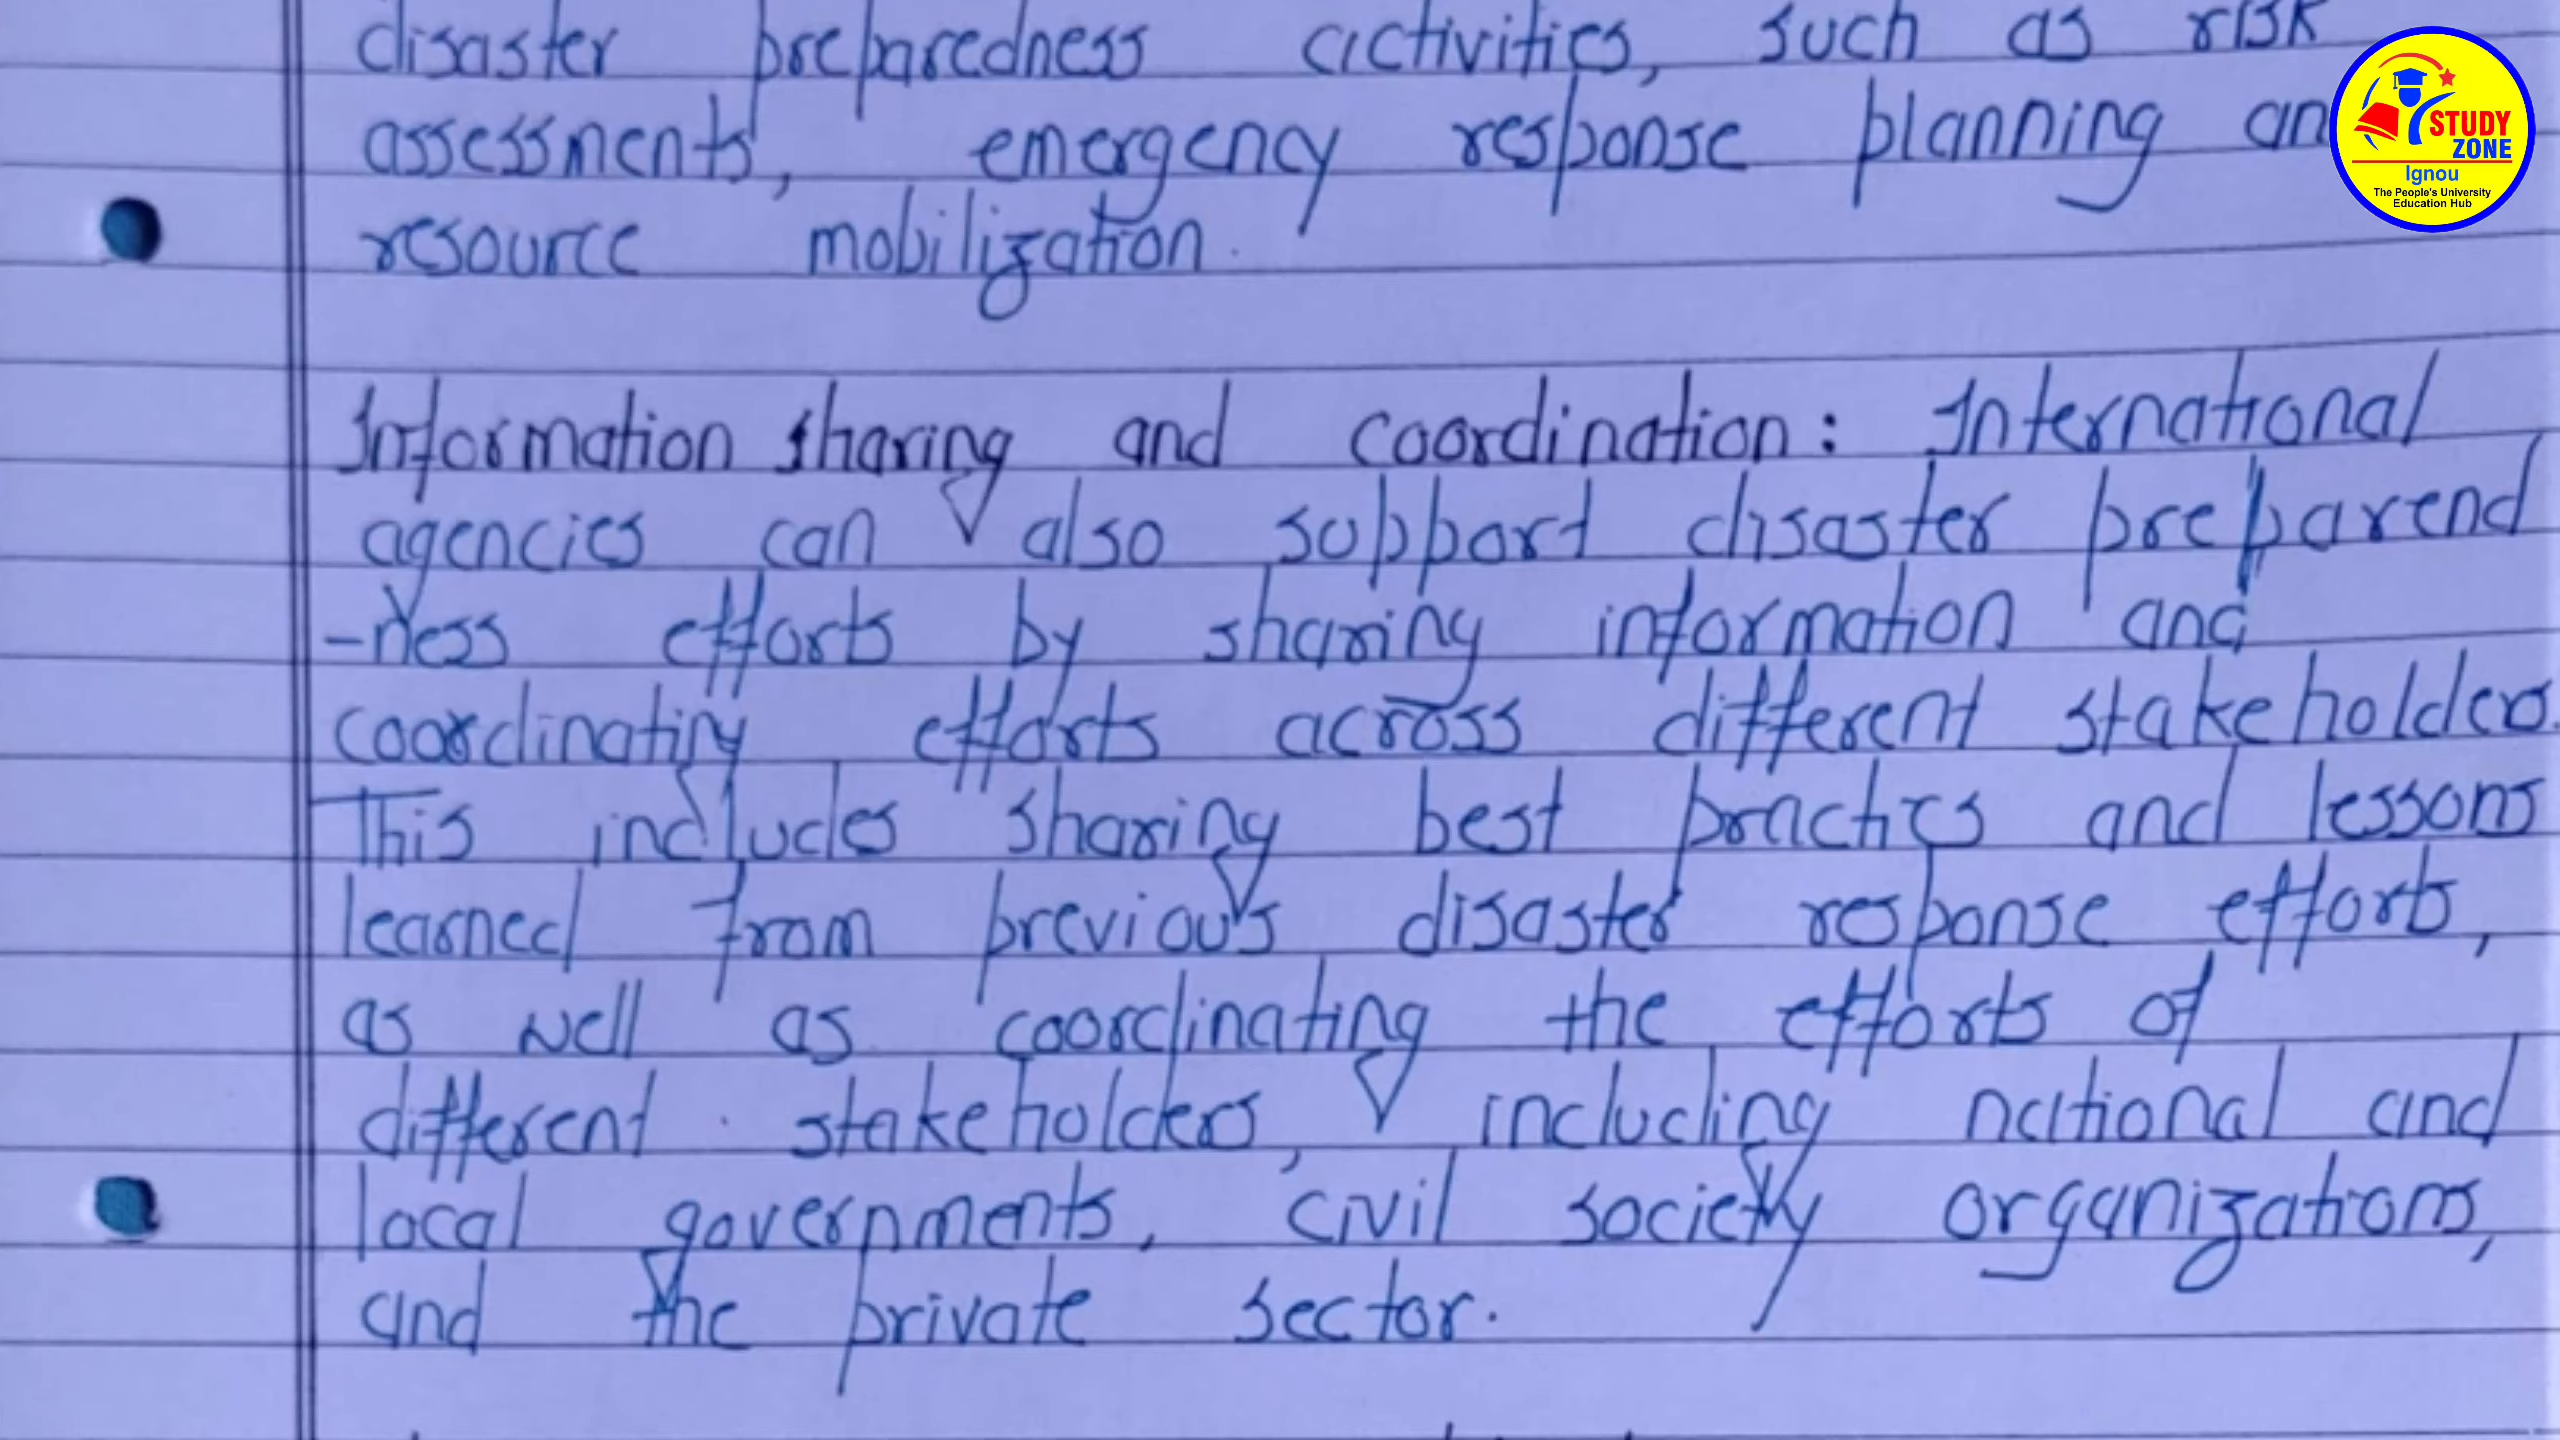 disaster preparedness activities, such as risk
assessments, emergency response planning an
resource mobilization.
Information sharing and coordination: International
agencies can also support disaster preparend
-ness efforts by sharing information and
coordinating efforts across different stakeholders.
This includes sharing best practices and lessons
learned from previous disaster response efforts,
as well as coordinating the efforts of
different stakeholders, including national and
local governments, civil society organizations,
and the private sector.
STUDY
ZONE
Ignou
The People's University
Education Hub